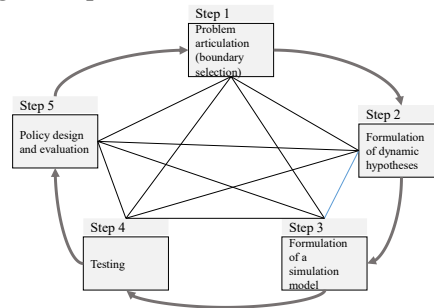 Step 1
Problem
articulation
(boundary
selection)
Step 5
Policy design
and evaluation
Step 2
Formulation
of dynamic
hypotheses
Step 4
Testing
Step 3
Formulation
of a
simulation
model